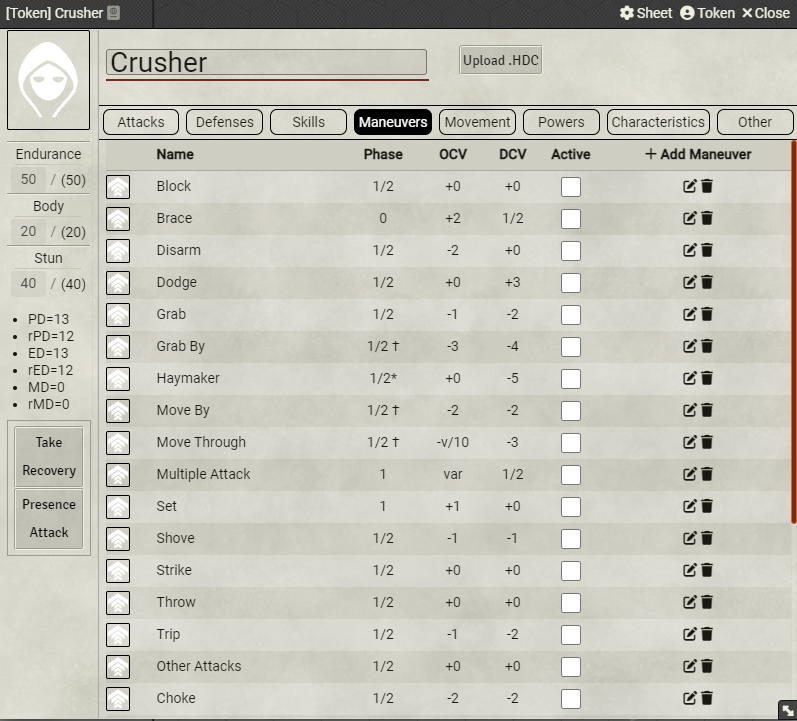 [Token] Crusher
Sheet Token Close
Crusher
Upload .HDC
Attacks Defenses Skills Maneuvers Movement Powers Characteristics Other
Endurance
50 / (50)
Body
20 / (20)
Stun
40 / (40)
• PD=13
• rPD=12
• ED=13
• rED=12
• MD=0
• rMD=0
Take
Recovery
Presence
Attack
Name Phase OCV DCV Active + Add Maneuver
Block 1/2 +0 +0
Brace 0 +2 1/2
Disarm 1/2 -2 +0
Dodge 1/2 +0 +3
Grab 1/2 -1 -2
Grab By 1/2 † -3 -4
Haymaker 1/2* +0 -5
Move By 1/2 † -2 -2
Move Through 1/2 † -v/10 -3
Multiple Attack 1 var 1/2
Set 1 +1 +0
Shove 1/2 -1 -1
Strike 1/2 +0 +0
Throw 1/2 +0 +0
Trip 1/2 -1 -2
Other Attacks 1/2 +0 +0
Choke 1/2 -2 -2